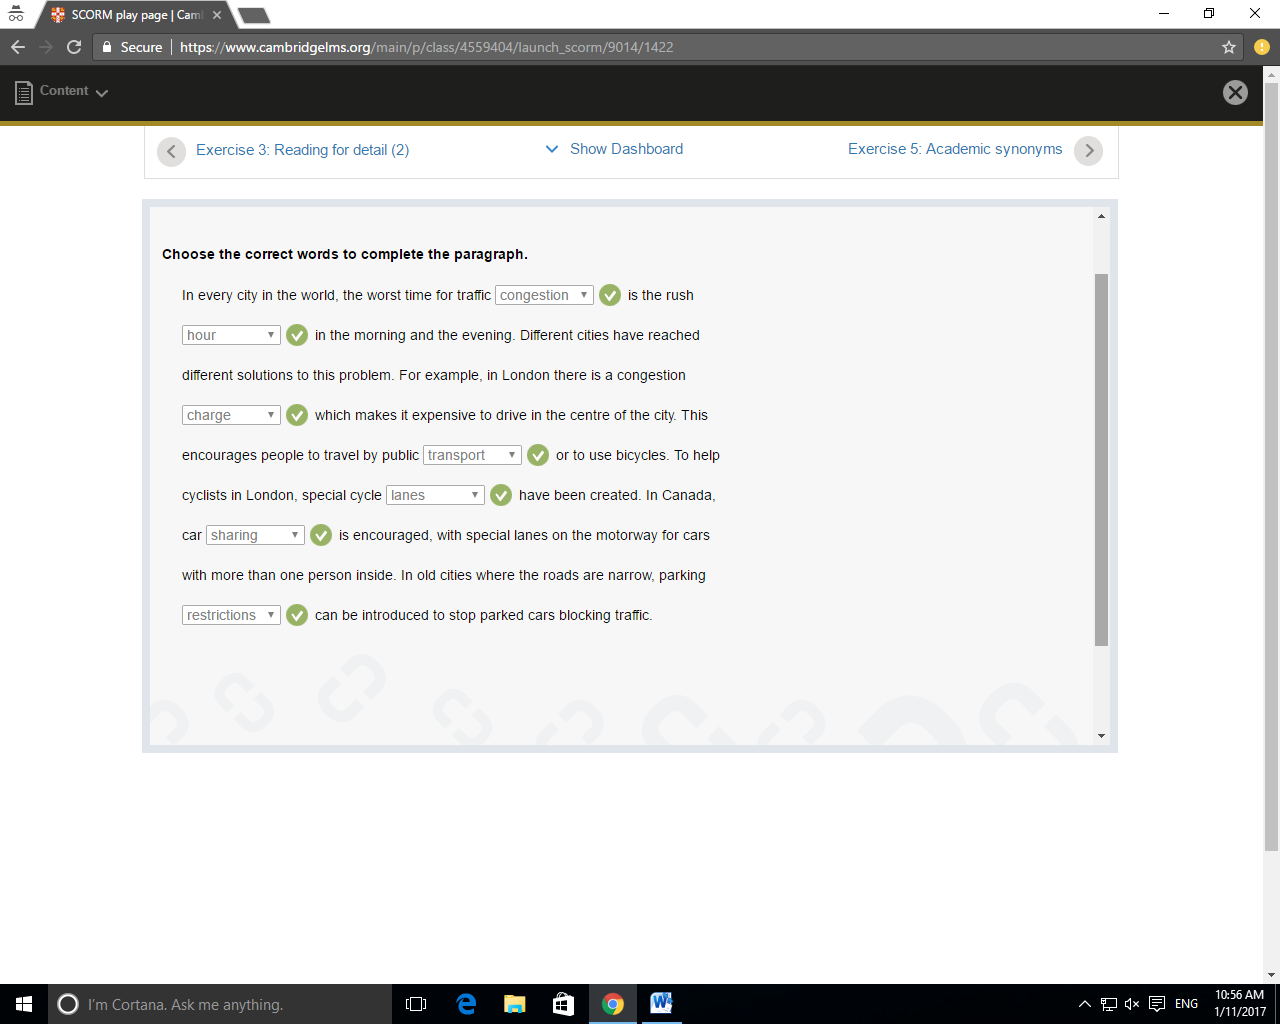 SCORM play page | Cam
Secure https://www.cambridgelms.org/main/p/class/4559404/launch_scorm/9014/1422
Content
Exercise 3: Reading for detail (2) Show Dashboard Exercise 5: Academic synonyms
Choose the correct words to complete the paragraph.
In every city in the world, the worst time for traffic congestion is the rush
hour in the morning and the evening. Different cities have reached
different solutions to this problem. For example, in London there is a congestion
charge which makes it expensive to drive in the centre of the city. This
encourages people to travel by public transport or to use bicycles. To help
cyclists in London, special cycle lanes have been created. In Canada,
car sharing is encouraged, with special lanes on the motorway for cars
with more than one person inside. In old cities where the roads are narrow, parking
restrictions can be introduced to stop parked cars blocking traffic.
I'm Cortana. Ask me anything.
ENG
10:56 AM
1/11/2017